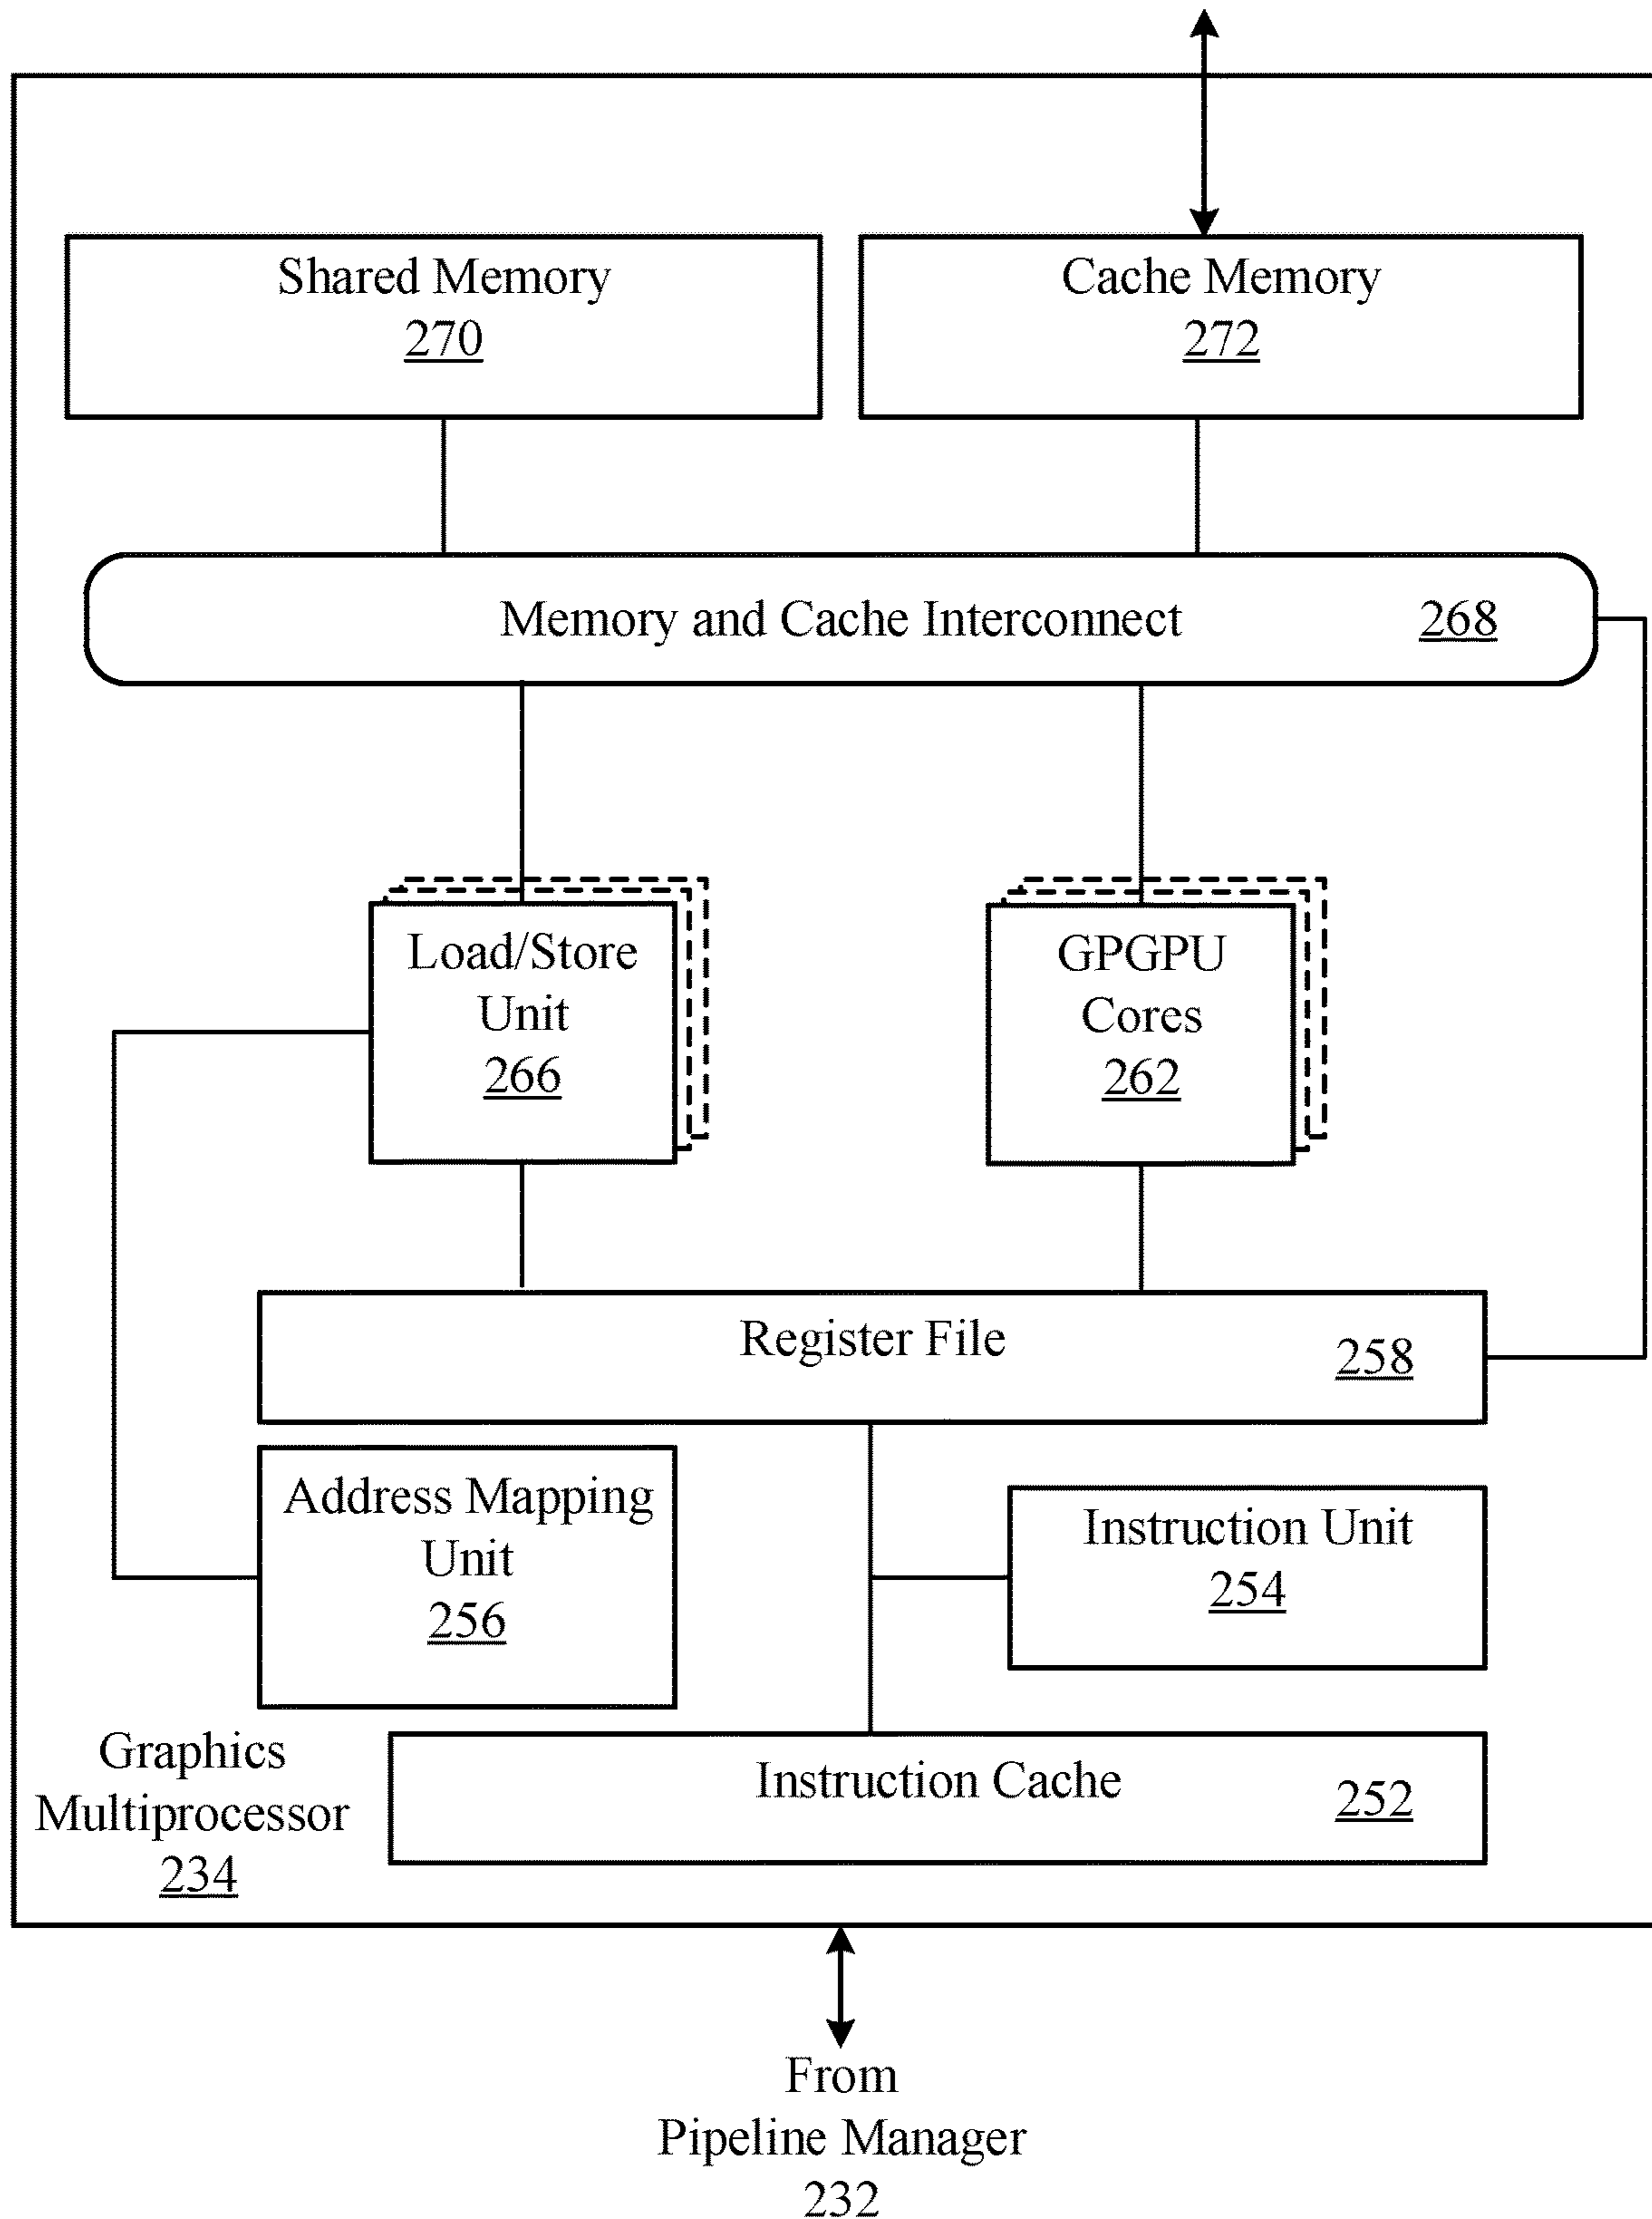 Shared Memory
270
Cache Memory
272
Memory and Cache Interconnect 268
Load/Store
Unit
266
GPGPU
Cores
262
Register File 258
Address Mapping
Unit
256
Instruction Unit
254
Graphics
Multiprocessor
234
Instruction Cache 252
From
Pipeline Manager
232